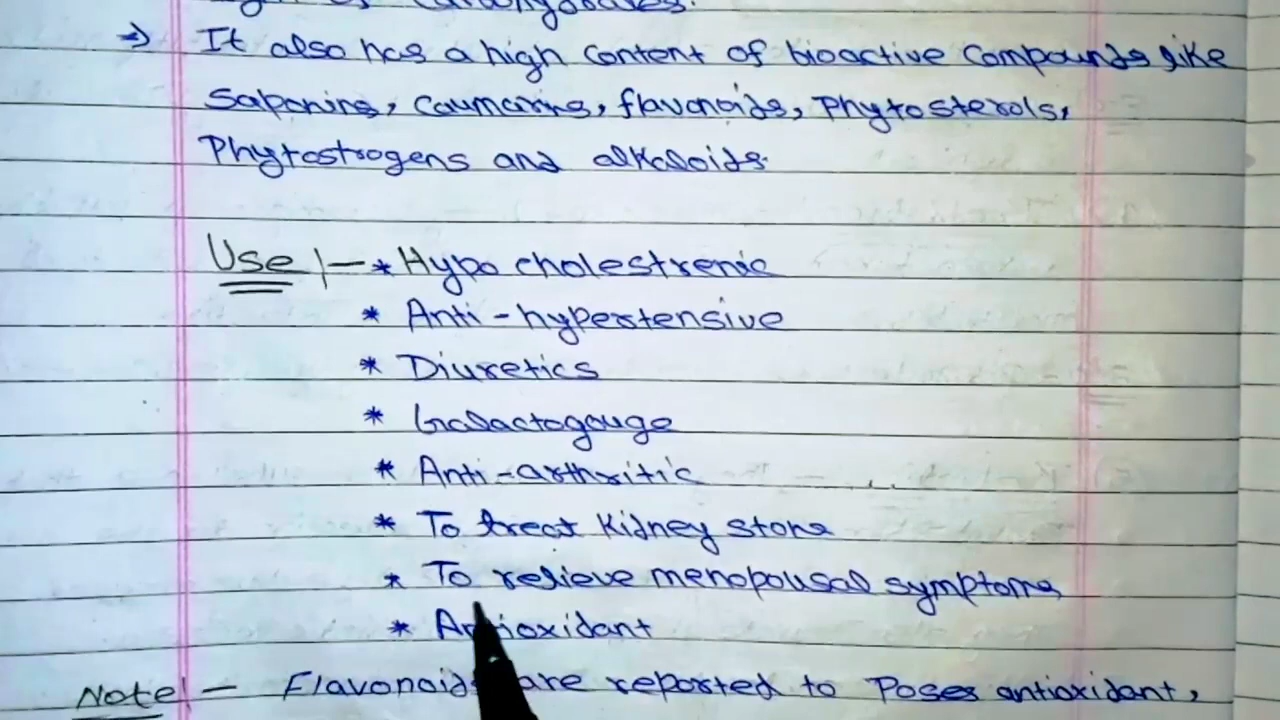 → It also has a high content of bioactive compounds like
Saponins, Coumarins, flavonoids, Phytosterols,
Phytostrogens and alkaloids.
Use :- * Hypo cholestremic
* Anti-hypertensive
* Diuretics
* Galactogouge
* Anti-arthritic
* To treat Kidney stone
* To relieve menopousal symptoms
* Antioxidant
Note :- Flavonoids are reported to Poses antioxidant,